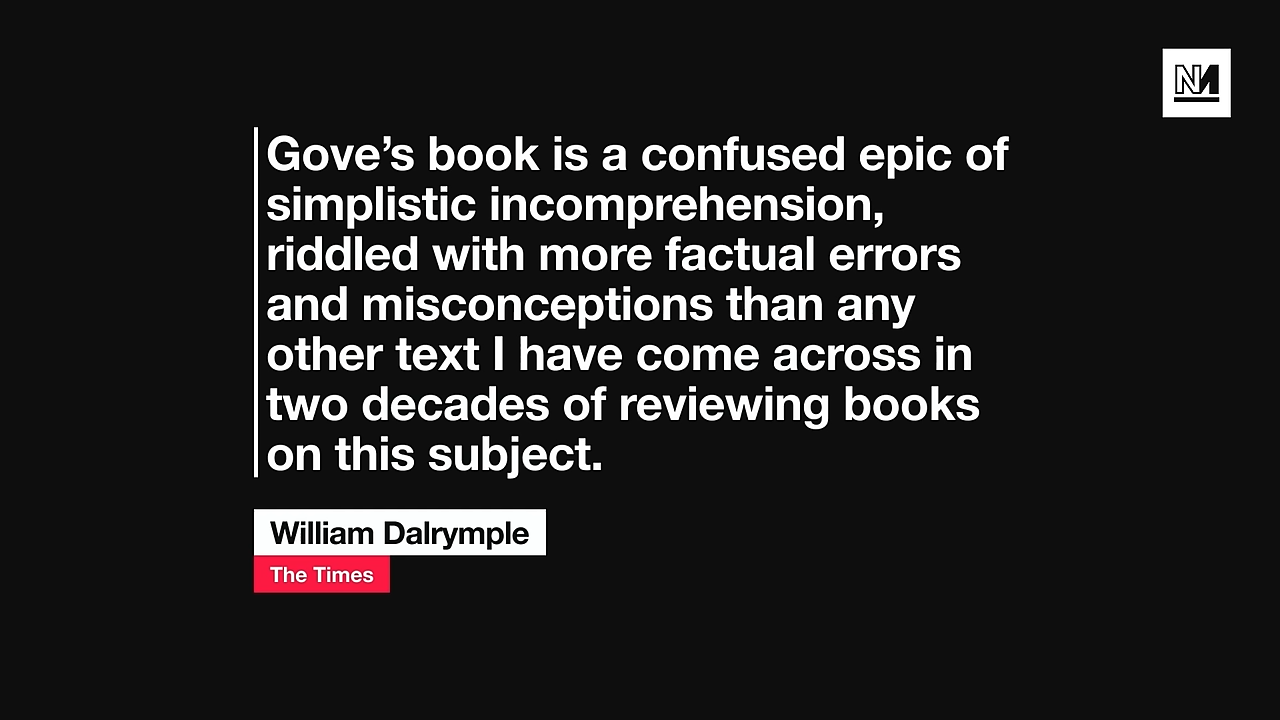 Gove’s book is a confused epic of
simplistic incomprehension,
riddled with more factual errors
and misconceptions than any
other text I have come across in
two decades of reviewing books
on this subject.
William Dalrymple
The Times